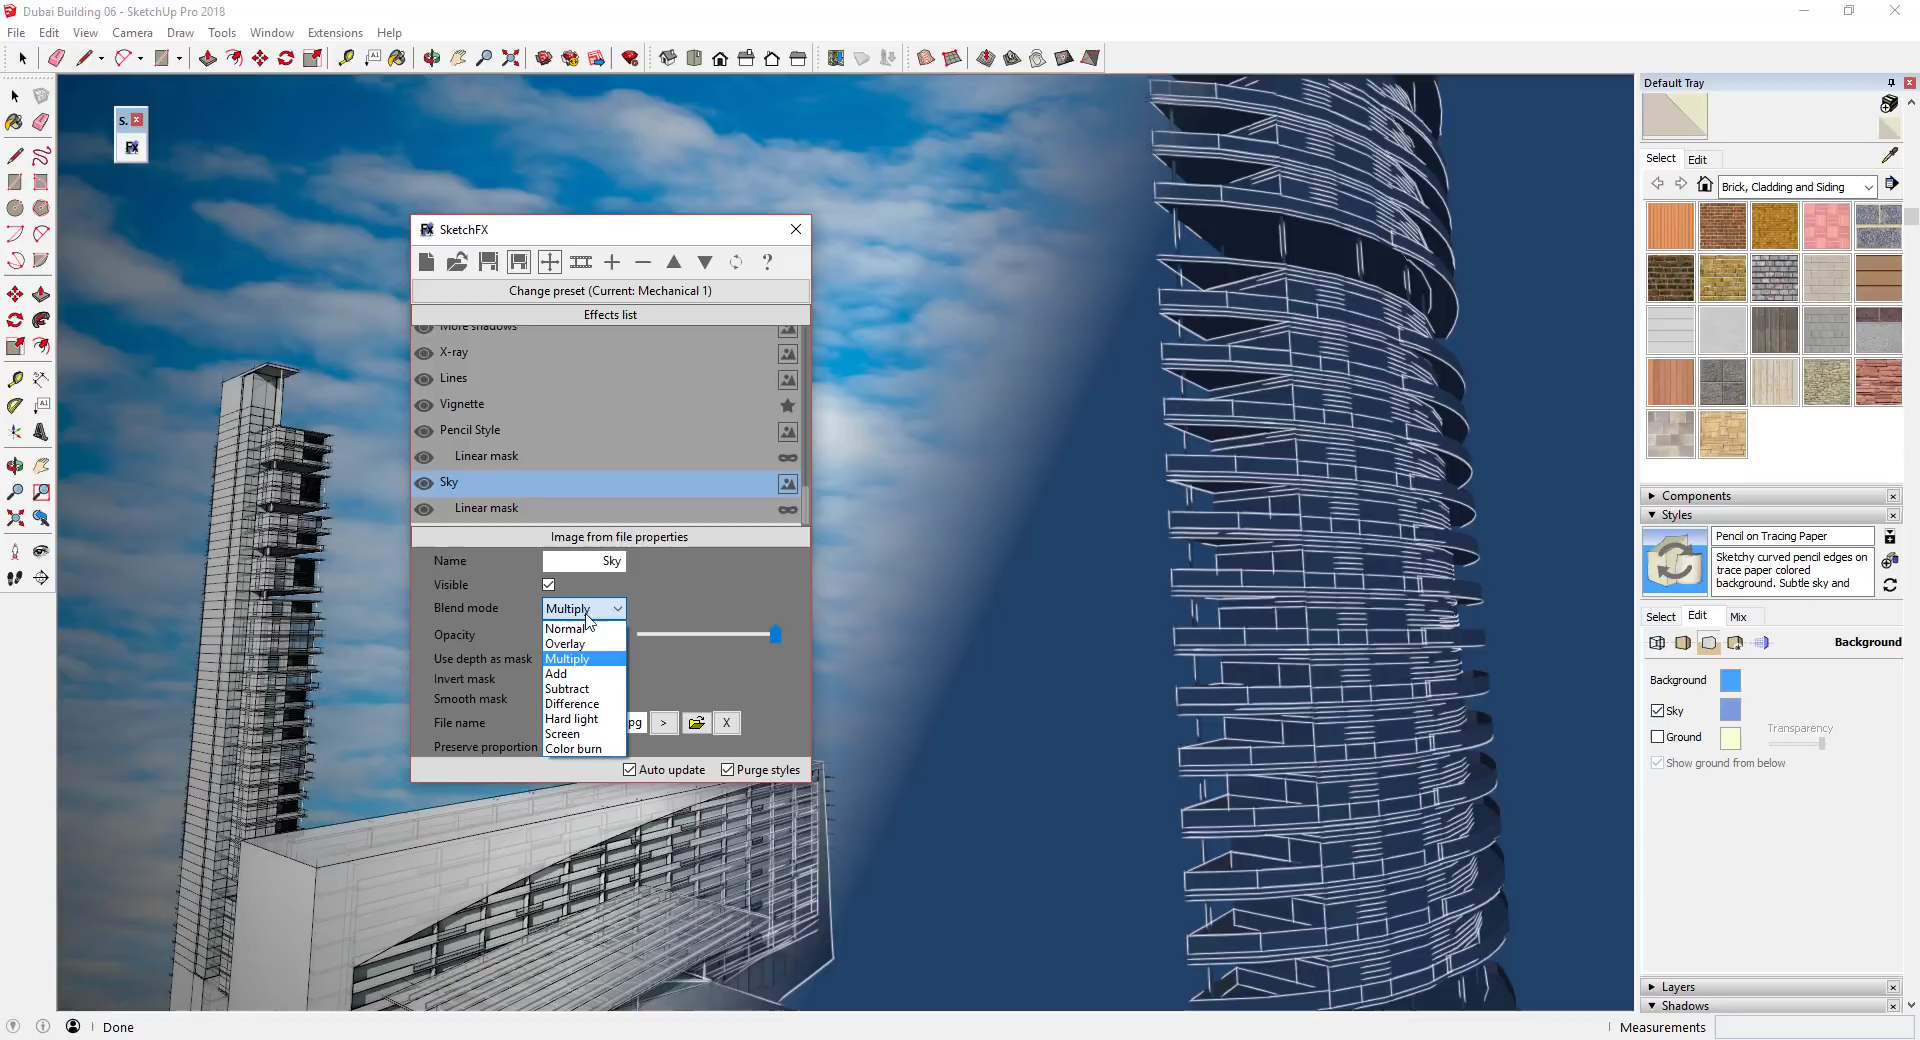 Dubai Building 06 - SketchUp Pro 2018
File Edit View Camera Draw Tools Window Extensions Help
S.
Fx
SketchFX
Change preset (Current: Mechanical 1)
Effects list
More shadows
X-ray
Lines
Vignette
Pencil Style
Linear mask
Sky
Linear mask
Image from file properties
Name Sky
Visible
Blend mode Multiply
Normal
Overlay
Multiply
Add
Subtract
Difference
Hard light
Screen
Color burn
Opacity
Use depth as mask
Invert mask
Smooth mask
File name pg > X
Preserve proportion
Auto update Purge styles
Default Tray
Select Edit
Brick, Cladding and Siding
Components
Styles
Pencil on Tracing Paper
Sketchy curved pencil edges on
trace paper colored
background. Subtle sky and
Select Edit Mix
Background
Background
Sky
Ground
Transparency
Show ground from below
Layers
Shadows
Done
Measurements